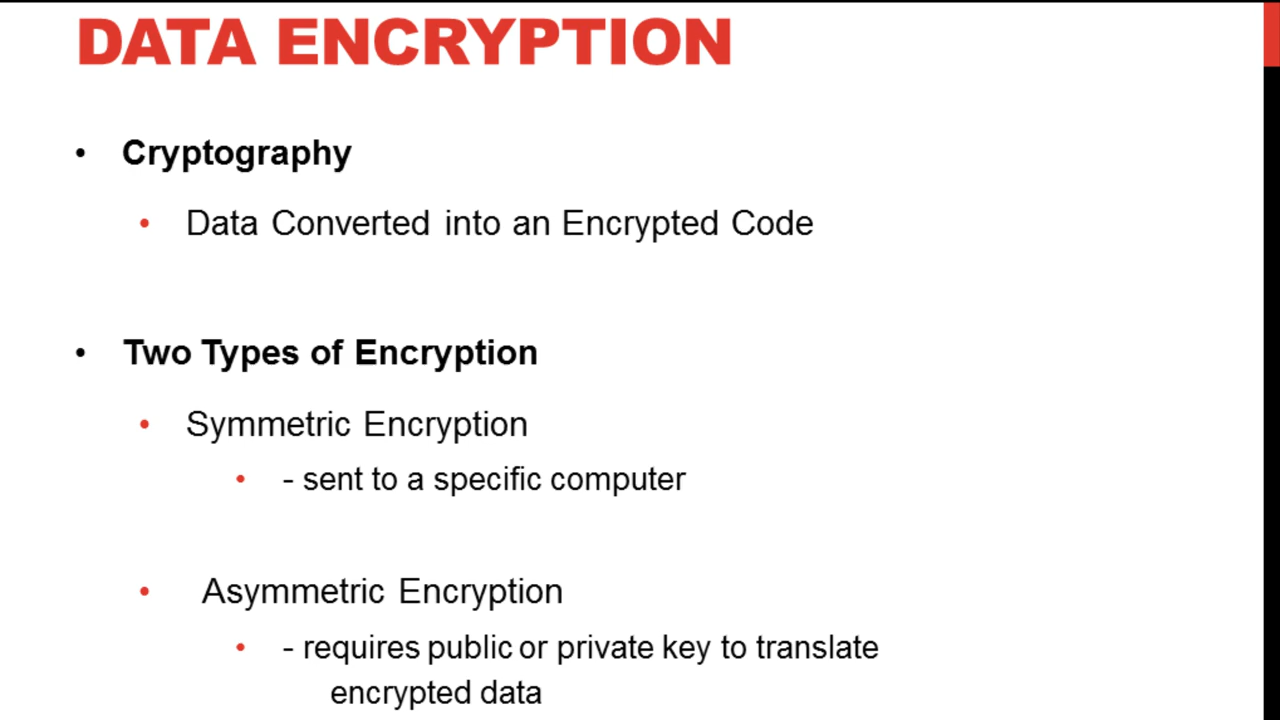 DATA ENCRYPTION
• Cryptography
• Data Converted into an Encrypted Code
• Two Types of Encryption
• Symmetric Encryption
• - sent to a specific computer
• Asymmetric Encryption
• - requires public or private key to translate
encrypted data